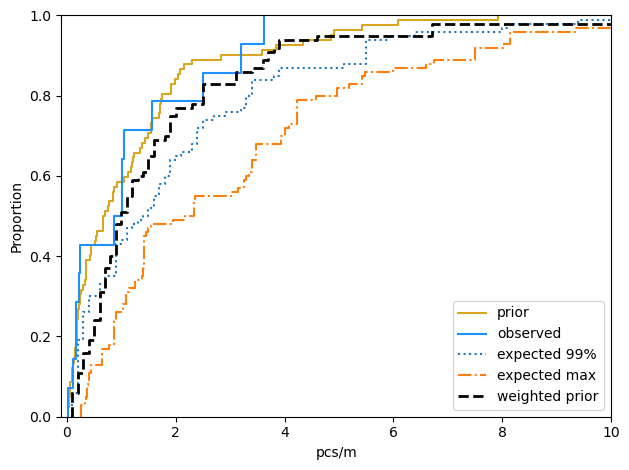 1.0
0.8
0.6
0.4
0.2
0.0
Proportion
0 2 4 6 8 10
pcs/m
prior
observed
expected 99%
expected max
weighted prior